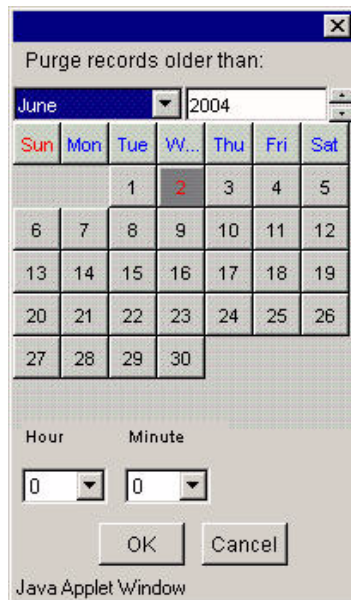 Purge records older than:
June 2004
Sun Mon Tue W... Thu Fri Sat
1 2 3 4 5
6 7 8 9 10 11 12
13 14 15 16 17 18 19
20 21 22 23 24 25 26
27 28 29 30
Hour Minute
0 0
OK Cancel
Java Applet Window